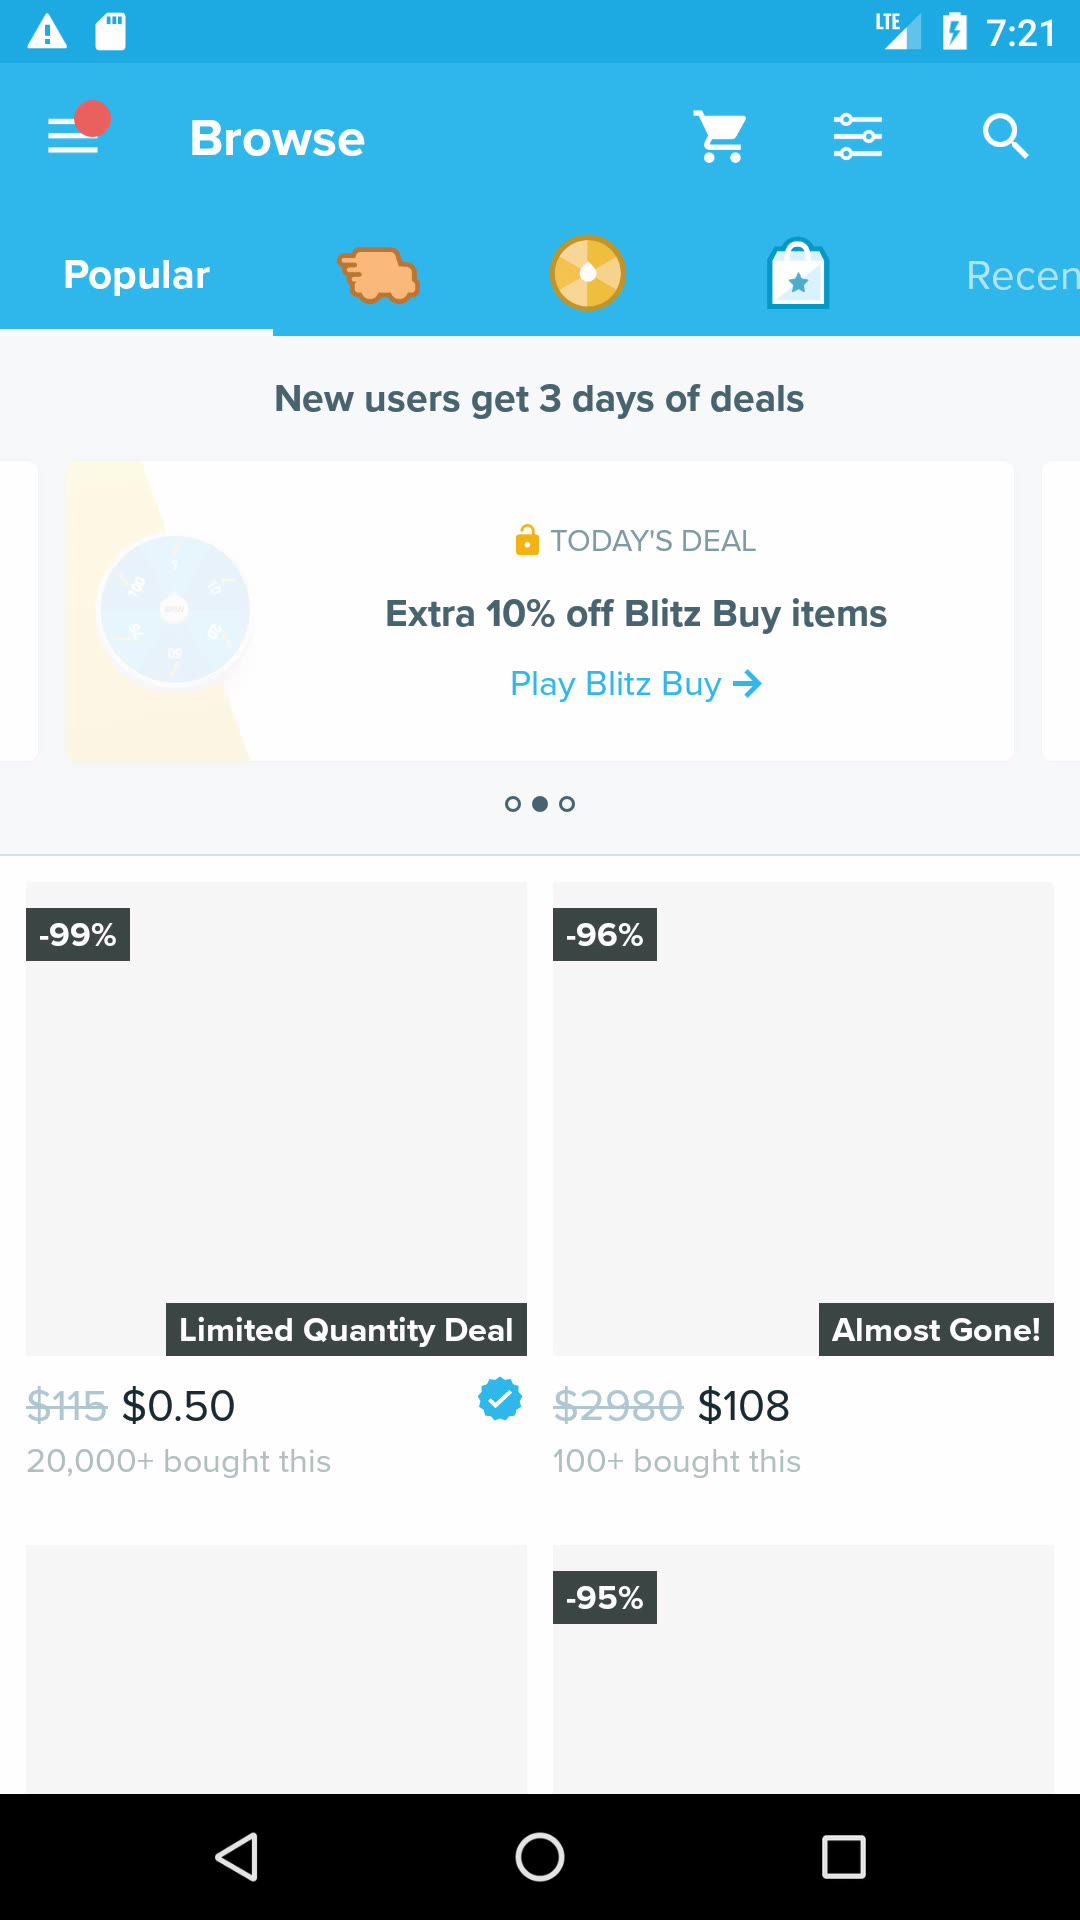 LTE 7:21
Browse
Popular
Recen
New users get 3 days of deals
TODAY'S DEAL
Extra 10% off Blitz Buy items
Play Blitz Buy
-99%
-96%
Limited Quantity Deal
Almost Gone!
$115 $0.50
$2980 $108
20,000+ bought this
100+ bought this
-95%